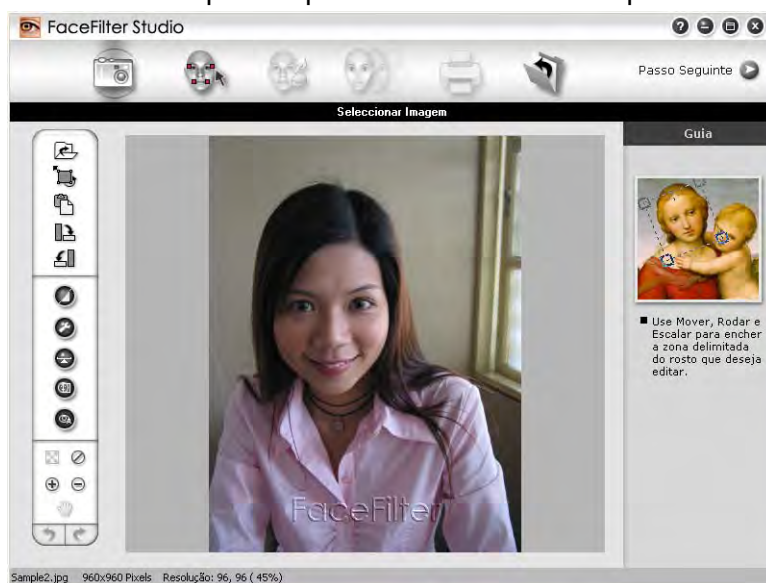 FaceFilter Studio
Passo Seguinte
Seleccionar Imagem
Guia
Use Mover, Rodar e
Escalar para encher
a zona delimitada
do rosto que deseja
editar.
FaceFilter
Sample2.jpg 960x960 Pixels Resolução: 96, 96 ( 45%)